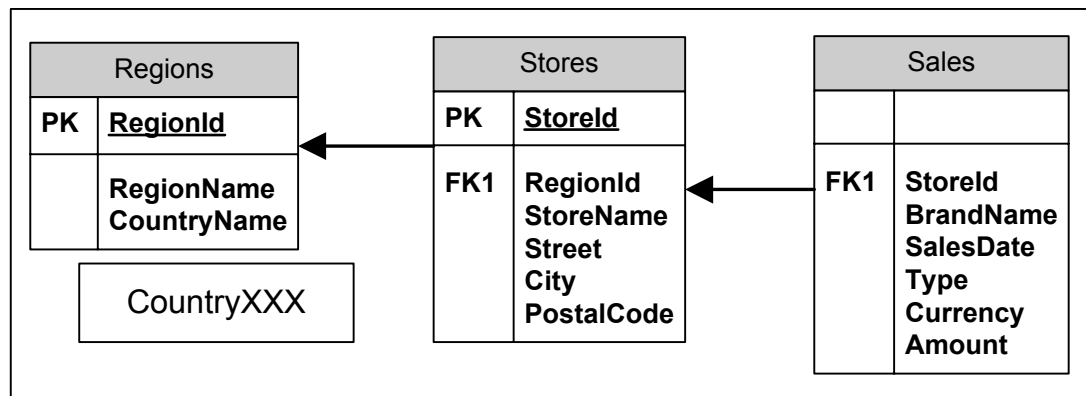 Regions
PK RegionId
RegionName
CountryName
CountryXXX
Stores
PK StoreId
FK1 RegionId
StoreName
Street
City
PostalCode
Sales
FK1 StoreId
BrandName
SalesDate
Type
Currency
Amount